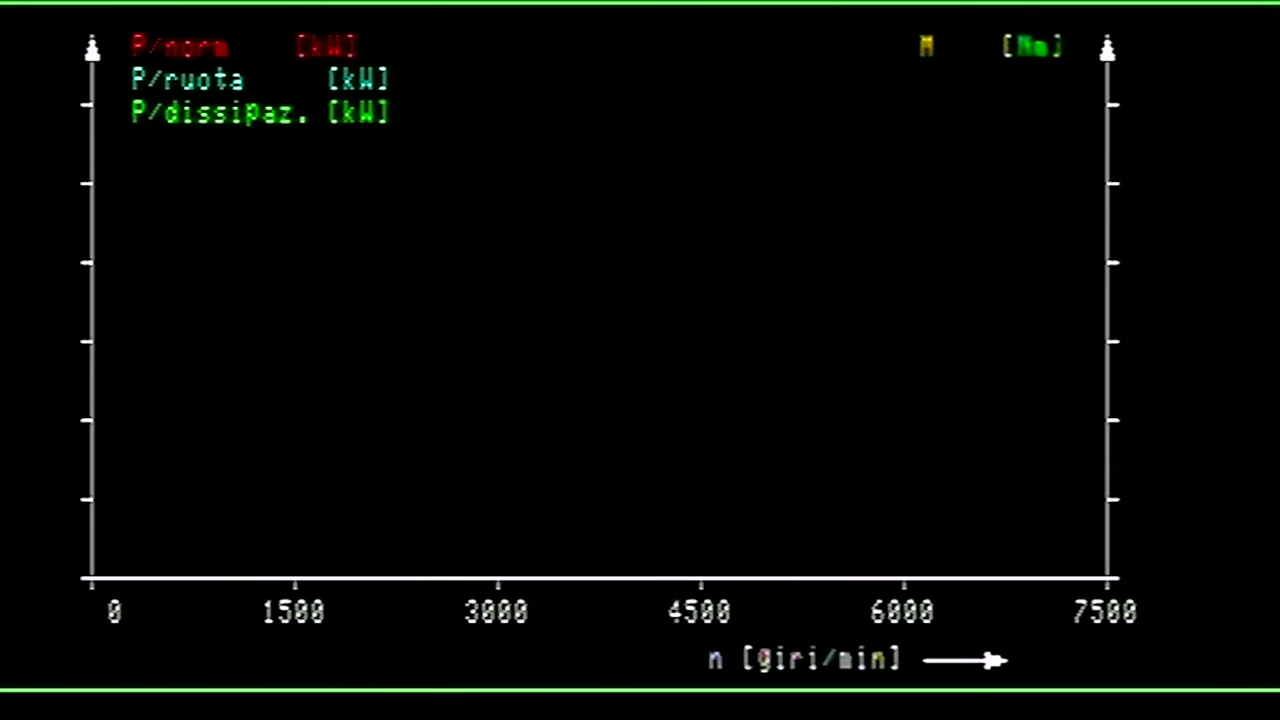 P/norm [kW]
M [Nm]
P/ruota [kW]
P/dissipaz. [kW]
0 1500 3000 4500 6000 7500
n [giri/min]